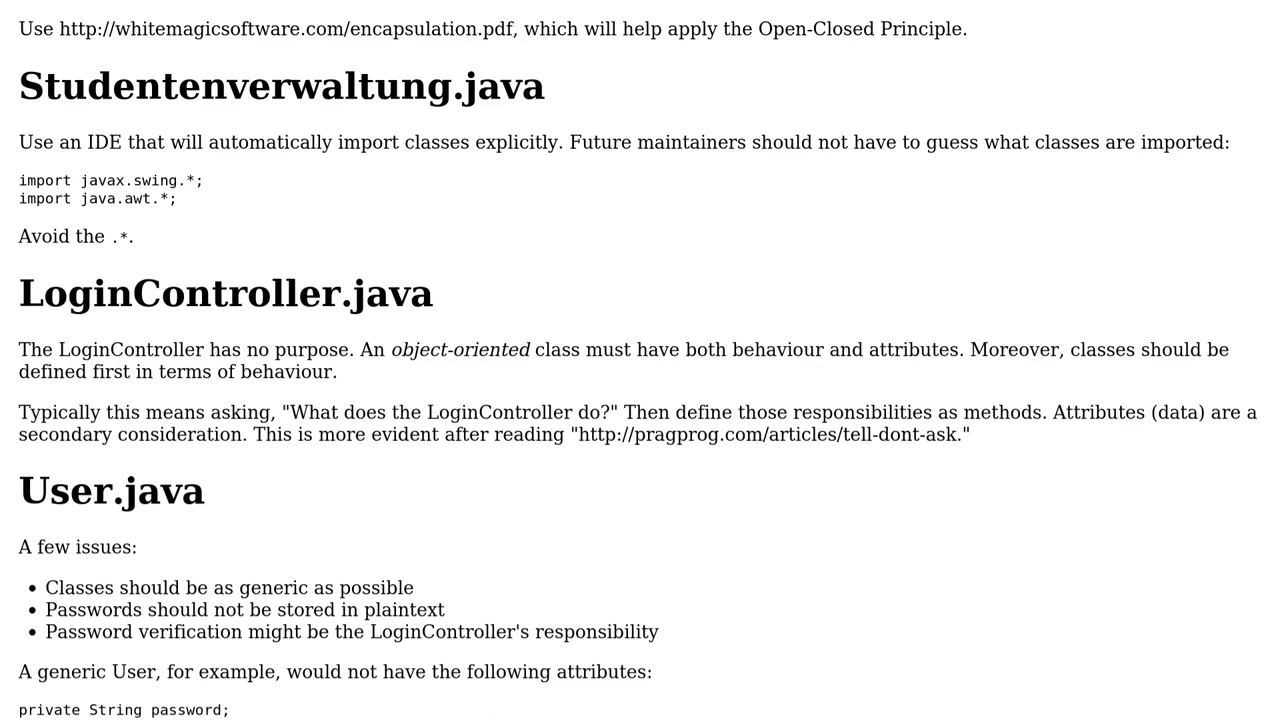 Use http://whitemagicsoftware.com/encapsulation.pdf, which will help apply the Open-Closed Principle.
Studentenverwaltung.java
Use an IDE that will automatically import classes explicitly. Future maintainers should not have to guess what classes are imported:
import javax.swing.*;
import java.awt.*;
Avoid the .*.
LoginController.java
The LoginController has no purpose. An object-oriented class must have both behaviour and attributes. Moreover, classes should be
defined first in terms of behaviour.
Typically this means asking, "What does the LoginController do?" Then define those responsibilities as methods. Attributes (data) are a
secondary consideration. This is more evident after reading "http://pragprog.com/articles/tell-dont-ask."
User.java
A few issues:
• Classes should be as generic as possible
• Passwords should not be stored in plaintext
• Password verification might be the LoginController's responsibility
A generic User, for example, would not have the following attributes:
private String password;